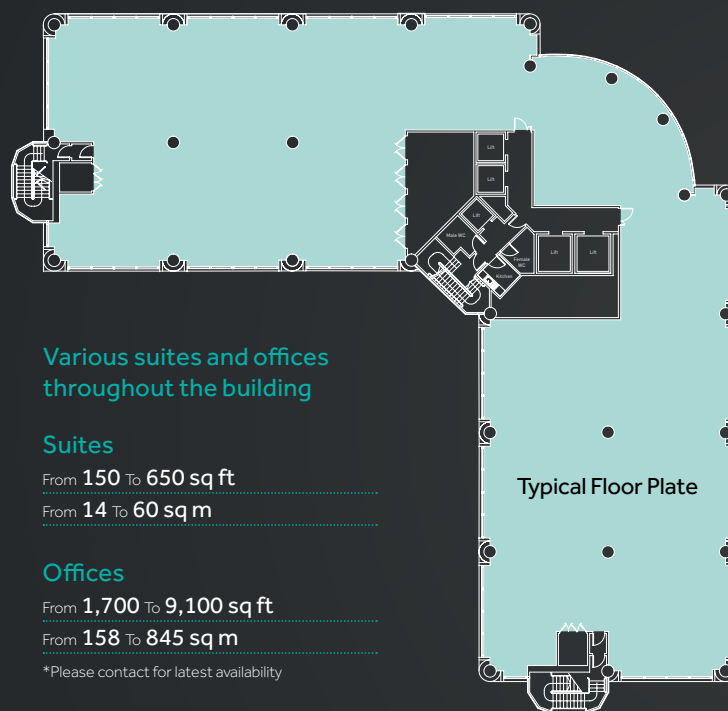 Lift
Lift
Lift
Male WC
Female
WC
Lift
Lift
Kitchen
Various suites and offices
throughout the building
Suites
From 150 To 650 sq ft
From 14 To 60 sq m
Typical Floor Plate
Offices
From 1,700 To 9,100 sq ft
From 158 To 845 sq m
*Please contact for latest availability